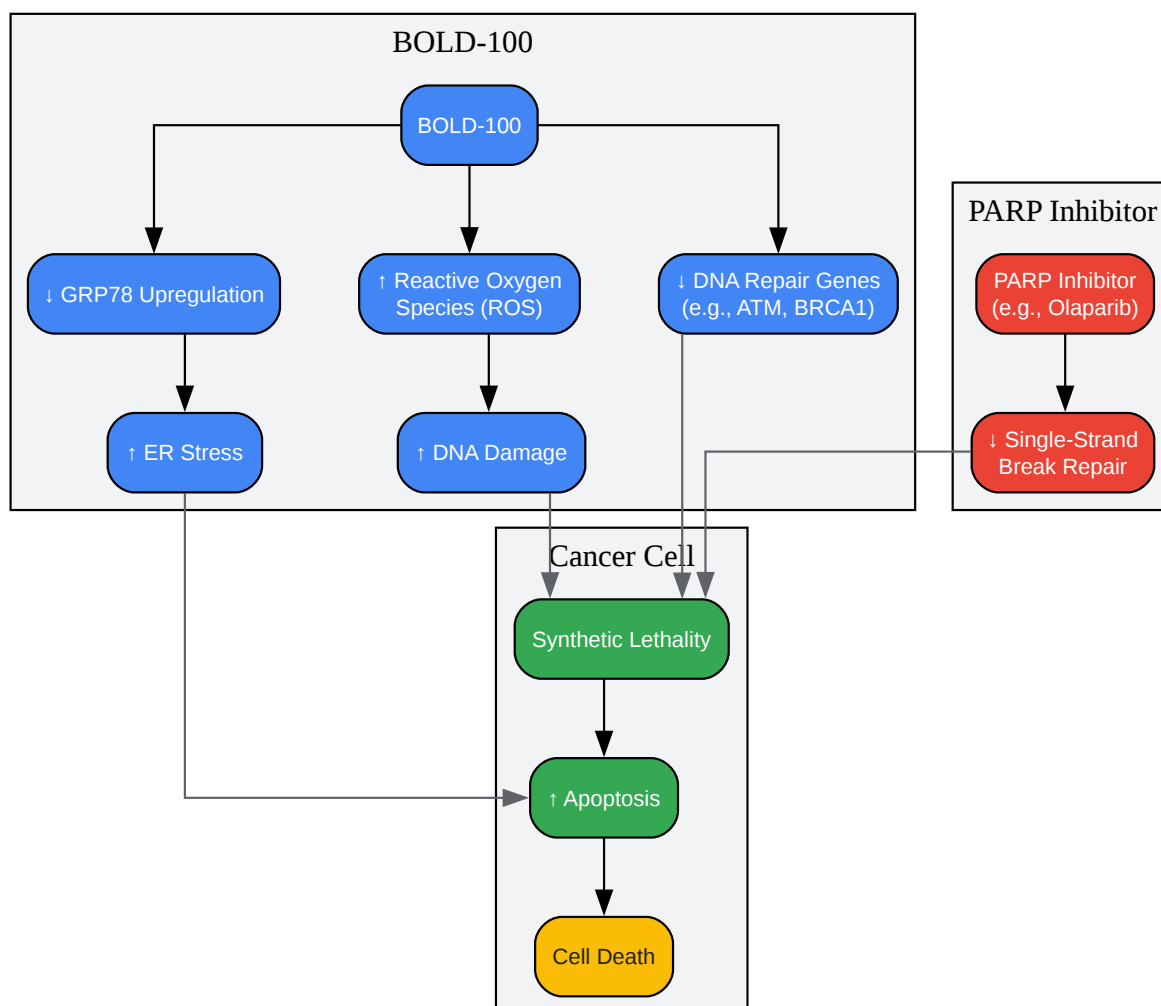 BOLD-100
BOLD-100
PARP Inhibitor
↓ GRP78 Upregulation
↑ Reactive Oxygen
Species (ROS)
↓ DNA Repair Genes
(e.g., ATM, BRCA1)
PARP Inhibitor
(e.g., Olaparib)
↑ ER Stress
↑ DNA Damage
↓ Single-Strand
Break Repair
Cancer Cell
Synthetic Lethality
↑ Apoptosis
Cell Death